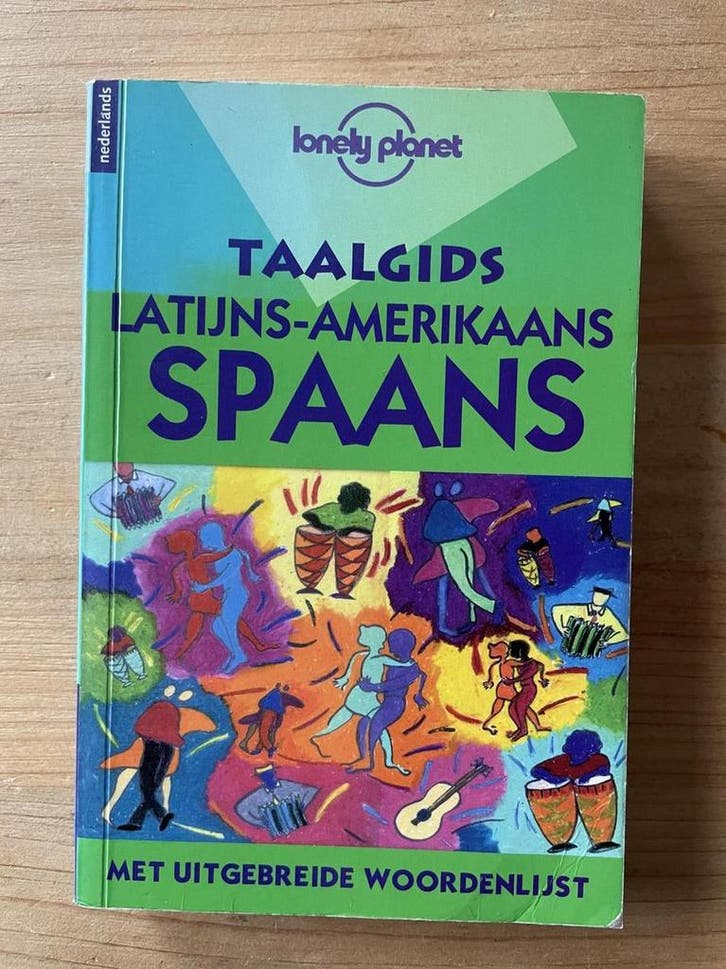 nederlands
lonely planet
TAALGIDS
LATIJNS-AMERIKAANS
SPAANS
MET UITGEBREIDE WOORDENLIJST